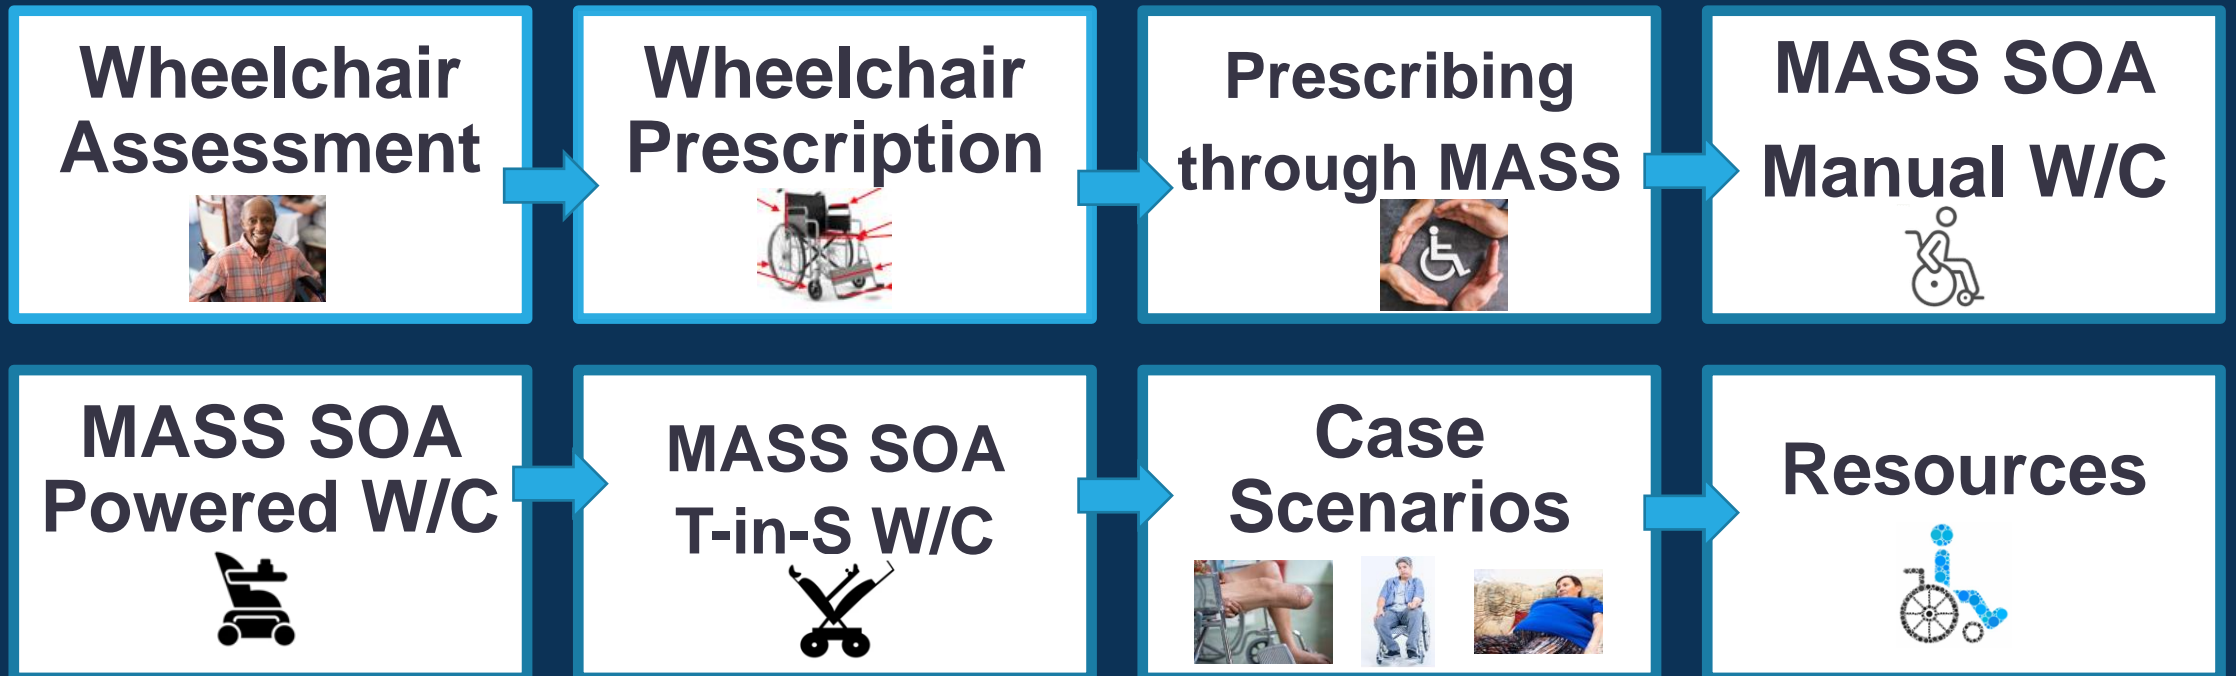 Wheelchair
Assessment
Wheelchair
Prescription
Prescribing
through MASS
MASS SOA
Manual W/C
MASS SOA
Powered W/C
MASS SOA
T-in-S W/C
Case
Scenarios
Resources